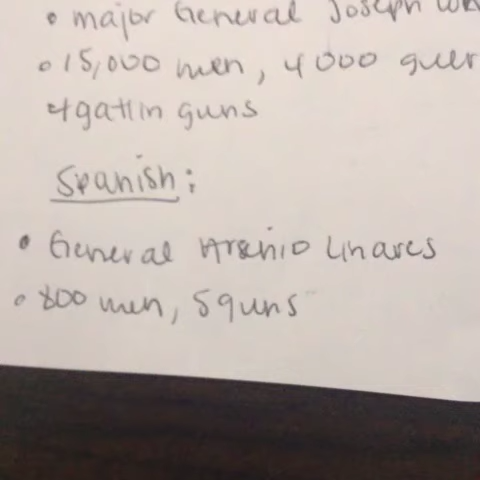 • major General Joseph
• 15,000 men, 4000
4 gatlin guns
Spanish:
• General Arsenio Linares
• 800 men, 5 guns